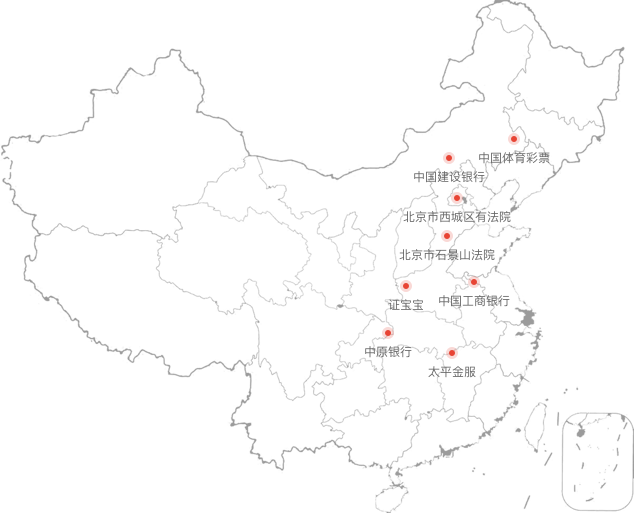 中国体育彩票
中国建设银行
北京市西城区有法院
北京市石景山法院
证宝宝
中国工商银行
中原银行
太平金服